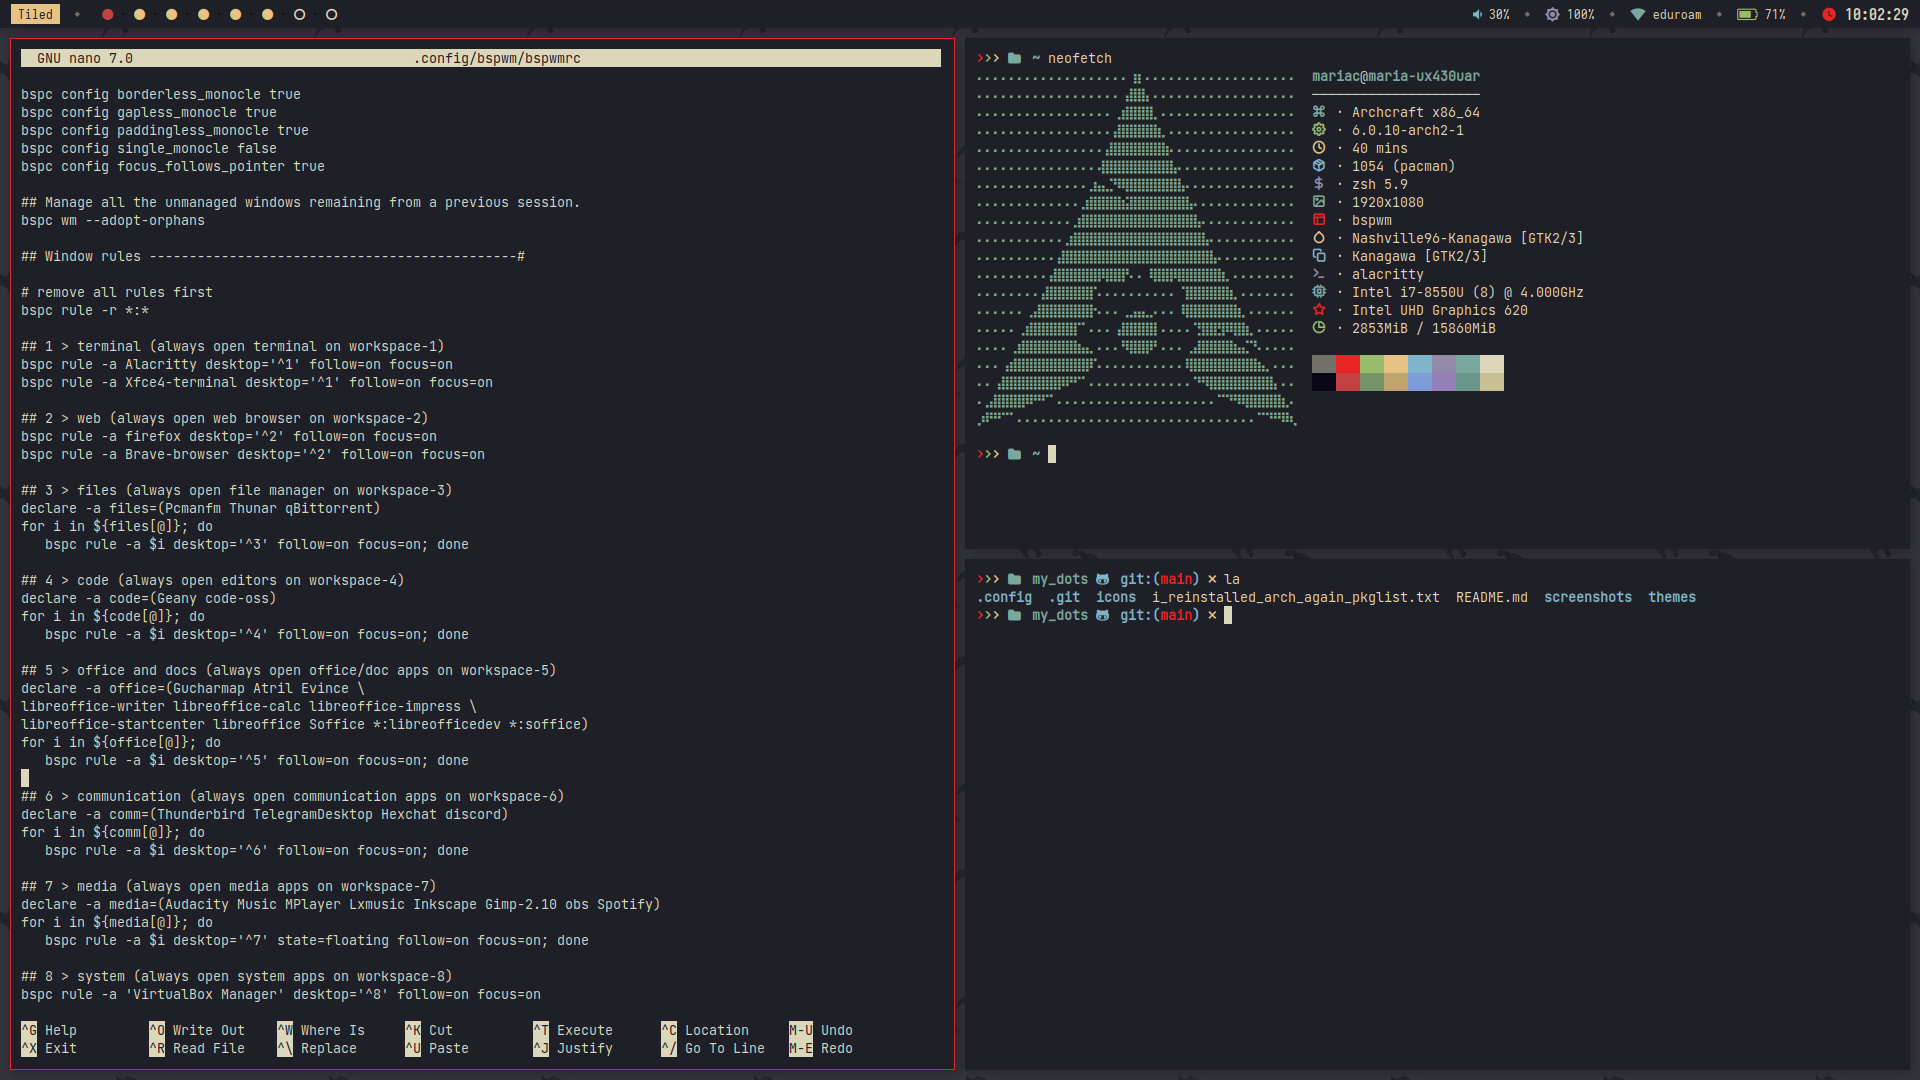 Tiled
30%
100%
eduroam
71%
10:02:29
GNU nano 7.0 .config/bspwm/bspwmrc
bspc config borderless_monocle true
bspc config gapless_monocle true
bspc config paddingless_monocle true
bspc config single_monocle false
bspc config focus_follows_pointer true
## Manage all the unmanaged windows remaining from a previous session.
bspc wm --adopt-orphans
## Window rules ----------------------------------------------#
# remove all rules first
bspc rule -r *:*
## 1 > terminal (always open terminal on workspace-1)
bspc rule -a Alacritty desktop='^1' follow=on focus=on
bspc rule -a Xfce4-terminal desktop='^1' follow=on focus=on
## 2 > web (always open web browser on workspace-2)
bspc rule -a firefox desktop='^2' follow=on focus=on
bspc rule -a Brave-browser desktop='^2' follow=on focus=on
## 3 > files (always open file manager on workspace-3)
declare -a files=(Pcmanfm Thunar qBittorrent)
for i in ${files[@]}; do
   bspc rule -a $i desktop='^3' follow=on focus=on; done
## 4 > code (always open editors on workspace-4)
declare -a code=(Geany code-oss)
for i in ${code[@]}; do
   bspc rule -a $i desktop='^4' follow=on focus=on; done
## 5 > office and docs (always open office/doc apps on workspace-5)
declare -a office=(Gucharmap Atril Evince \
libreoffice-writer libreoffice-calc libreoffice-impress \
libreoffice-startcenter libreoffice Soffice *:libreofficedev *:soffice)
for i in ${office[@]}; do
   bspc rule -a $i desktop='^5' follow=on focus=on; done
## 6 > communication (always open communication apps on workspace-6)
declare -a comm=(Thunderbird TelegramDesktop Hexchat discord)
for i in ${comm[@]}; do
   bspc rule -a $i desktop='^6' follow=on focus=on; done
## 7 > media (always open media apps on workspace-7)
declare -a media=(Audacity Music MPlayer Lxmusic Inkscape Gimp-2.10 obs Spotify)
for i in ${media[@]}; do
   bspc rule -a $i desktop='^7' state=floating follow=on focus=on; done
## 8 > system (always open system apps on workspace-8)
bspc rule -a 'VirtualBox Manager' desktop='^8' follow=on focus=on
^G Help ^O Write Out ^W Where Is ^K Cut ^T Execute ^C Location M-U Undo
^X Exit ^R Read File ^\ Replace ^U Paste ^J Justify ^/ Go To Line M-E Redo
>>> ~ neofetch
mariac@maria-ux430uar
─────────────────────
· Archcraft x86_64
· 6.0.10-arch2-1
· 40 mins
· 1054 (pacman)
$ · zsh 5.9
· 1920x1080
· bspwm
· Nashville96-Kanagawa [GTK2/3]
· Kanagawa [GTK2/3]
· alacritty
· Intel i7-8550U (8) @ 4.000GHz
· Intel UHD Graphics 620
· 2853MiB / 15860MiB
>>> ~
>>> my_dots git:(main) × la
.config .git icons i_reinstalled_arch_again_pkglist.txt README.md screenshots themes
>>> my_dots git:(main) ×